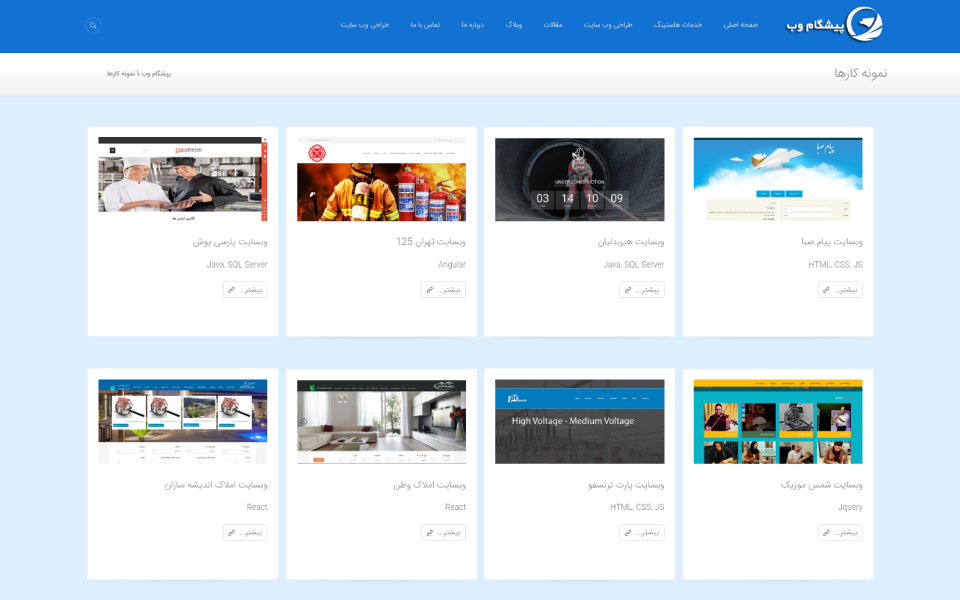 پیشگام وب
صفحه اصلی
خدمات هاستینگ
طراحی وب سایت
مقالات
وبلاگ
درباره ما
تماس با ما
طراحی وب سایت
نمونه کارها
پیشگام وب \ نمونه کارها
پیام صبا
وبسایت پیام صبا
HTML, CSS, JS
بیشتر...
UNDER CONSTRUCTION
03 14 10 09
وبسایت هیربدلیان
Java, SQL Server
بیشتر...
وبسایت تهران 125
Angular
بیشتر...
وبسایت پارسی پوش
Java, SQL Server
بیشتر...
وبسایت شمس موزیک
Jquery
بیشتر...
High Voltage - Medium Voltage
وبسایت پارت ترنسفو
HTML, CSS, JS
بیشتر...
وبسایت املاک وطن
React
بیشتر...
وبسایت املاک اندیشه سازان
React
بیشتر...